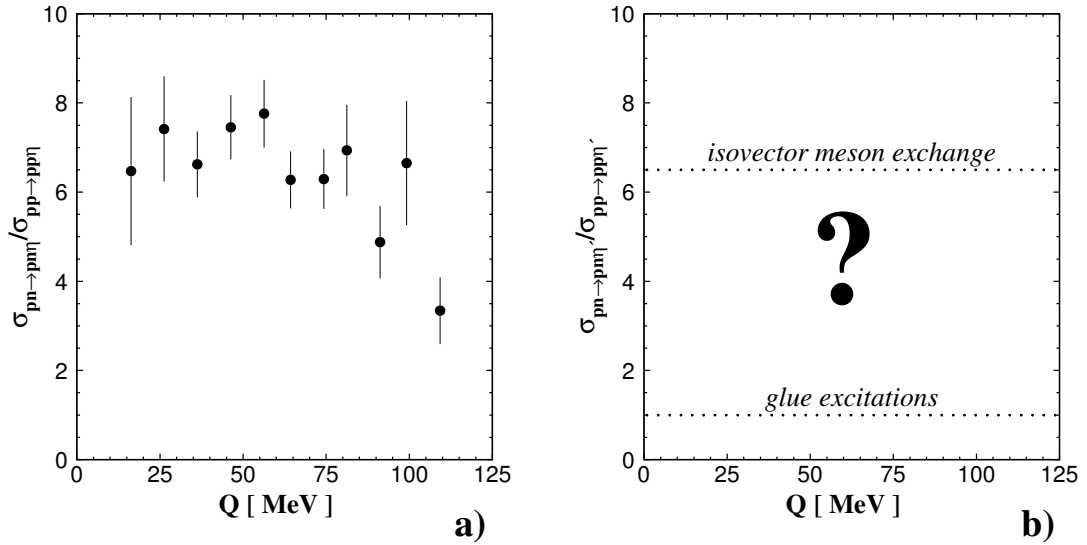 σpn→pnη/σpp→ppη
10
8
6
4
2
0
0 25 50 75 100 125
Q [ MeV ]
a)
σpn→pnη´/σpp→ppη´
10
8
6
4
2
0
isovector meson exchange
?
glue excitations
0 25 50 75 100 125
Q [ MeV ]
b)